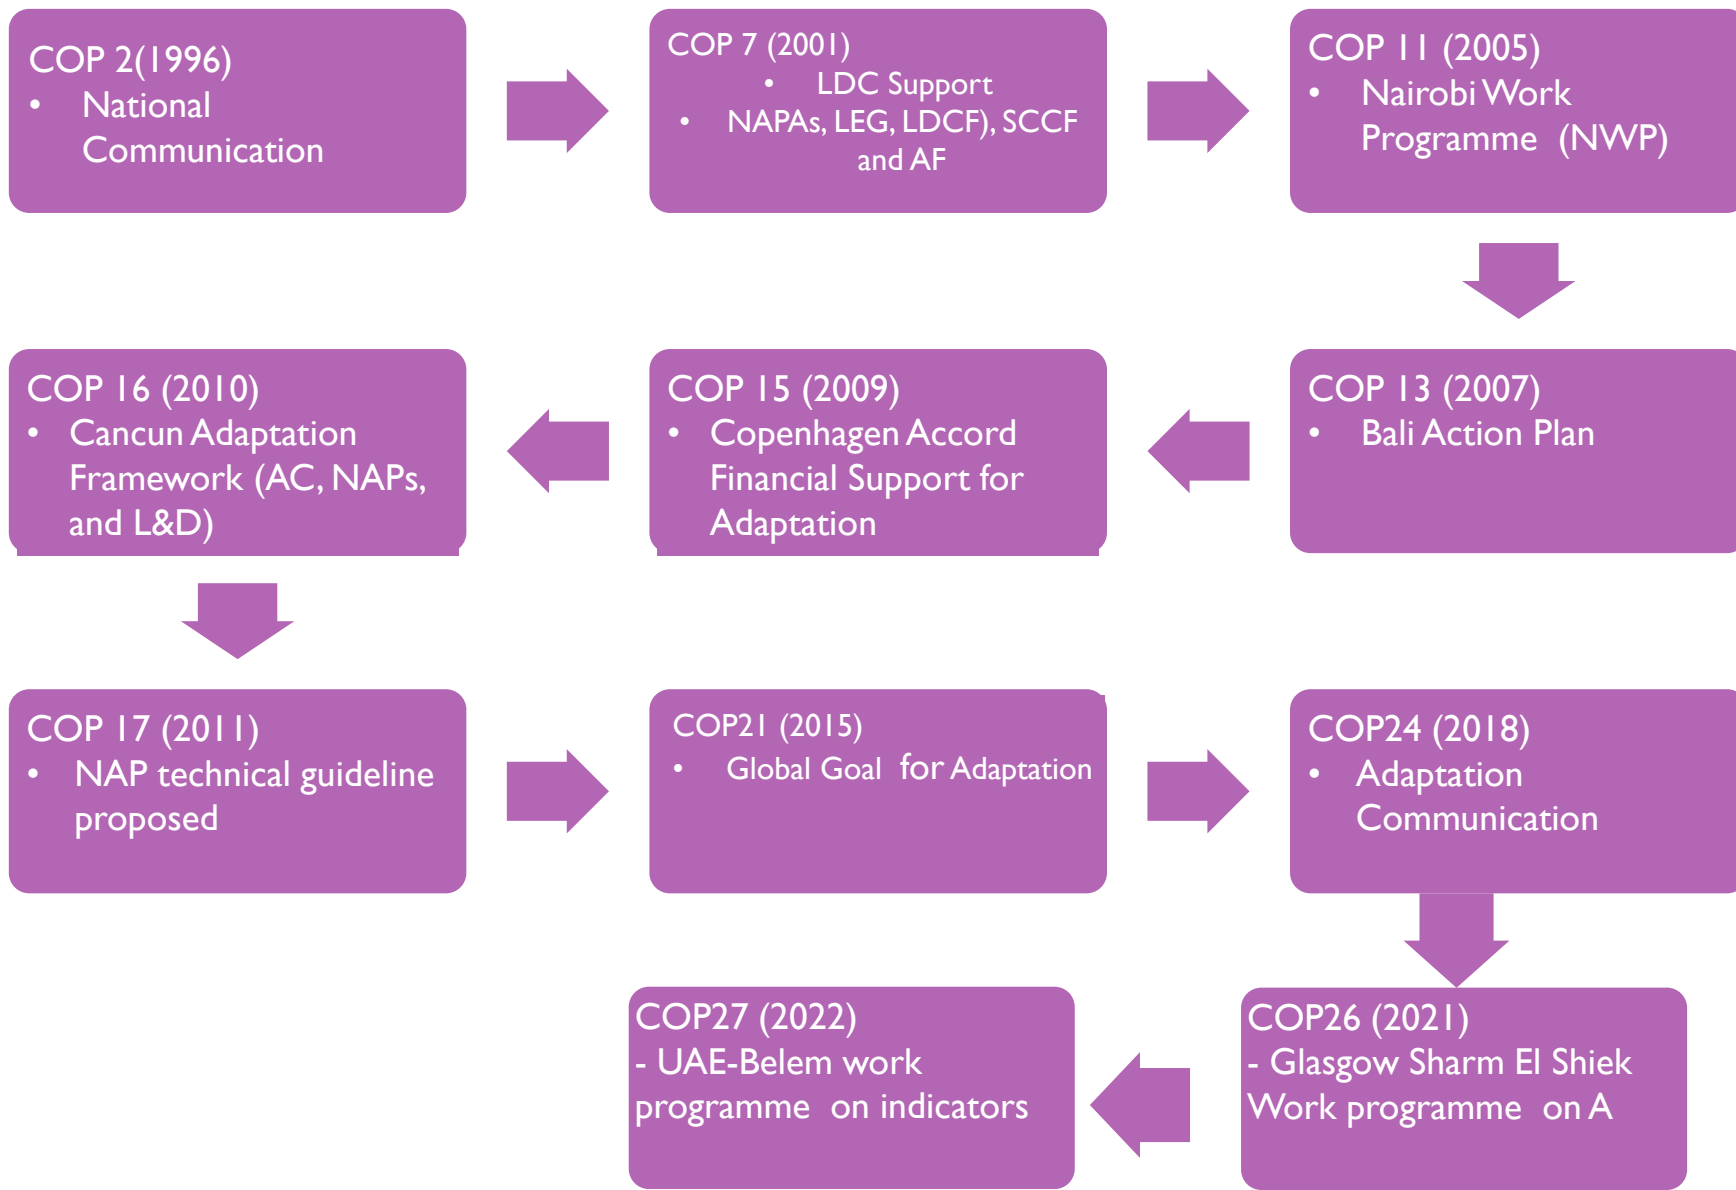 COP 2(1996)
• National
Communication
COP 7 (2001)
• LDC Support
• NAPAs, LEG, LDCF), SCCF
and AF
COP 11 (2005)
• Nairobi Work
Programme (NWP)
COP 13 (2007)
• Bali Action Plan
COP 15 (2009)
• Copenhagen Accord
Financial Support for
Adaptation
COP 16 (2010)
• Cancun Adaptation
Framework (AC, NAPs,
and L&D)
COP 17 (2011)
• NAP technical guideline
proposed
COP21 (2015)
• Global Goal for Adaptation
COP24 (2018)
• Adaptation
Communication
COP26 (2021)
- Glasgow Sharm El Shiek
Work programme on A
COP27 (2022)
- UAE-Belem work
programme on indicators